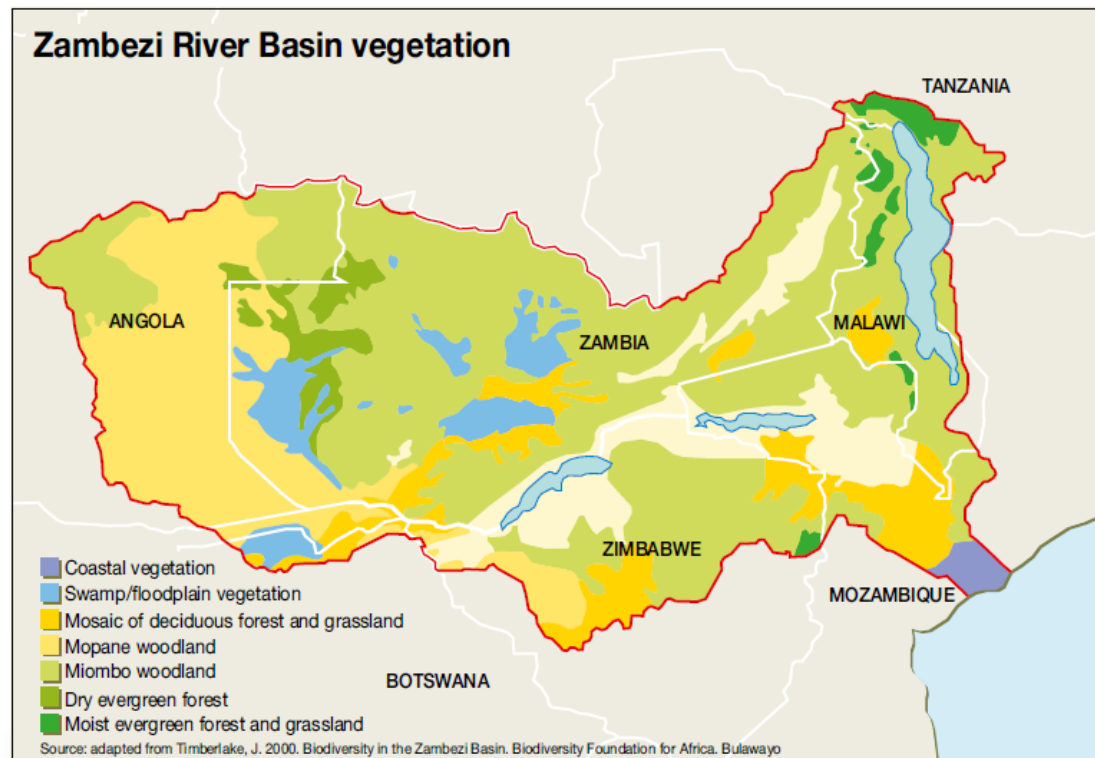 Zambezi River Basin vegetation
TANZANIA
ANGOLA
ZAMBIA
MALAWI
ZIMBABWE
MOZAMBIQUE
BOTSWANA
Coastal vegetation
Swamp/floodplain vegetation
Mosaic of deciduous forest and grassland
Mopane woodland
Miombo woodland
Dry evergreen forest
Moist evergreen forest and grassland
Source: adapted from Timberlake, J. 2000. Biodiversity in the Zambezi Basin. Biodiversity Foundation for Africa. Bulawayo